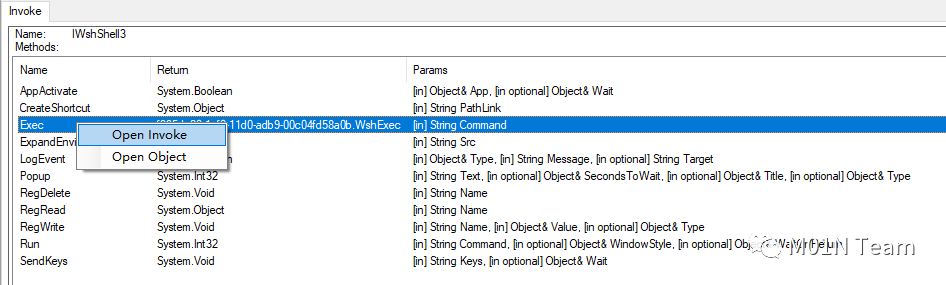 Invoke
Name: IWshShell3
Methods:
Name Return Params
AppActivate System.Boolean [in] Object& App, [in optional] Object& Wait
CreateShortcut System.Object [in] String PathLink
Exec 11d0-adb9-00c04fd58a0b.WshExec [in] String Command
Open Invoke
[in] String Src
Open Object
LogEvent [in] Object& Type, [in] String Message, [in optional] String Target
Popup System.Int32 [in] String Text, [in optional] Object& SecondsToWait, [in optional] Object& Title, [in optional] Object& Type
RegDelete System.Void [in] String Name
RegRead System.Object [in] String Name
RegWrite System.Void [in] String Name, [in] Object& Value, [in optional] Object& Type
Run System.Int32 [in] String Command, [in optional] Object& WindowStyle, [in optional]
SendKeys System.Void [in] String Keys, [in optional] Object& Wait
M01N Team